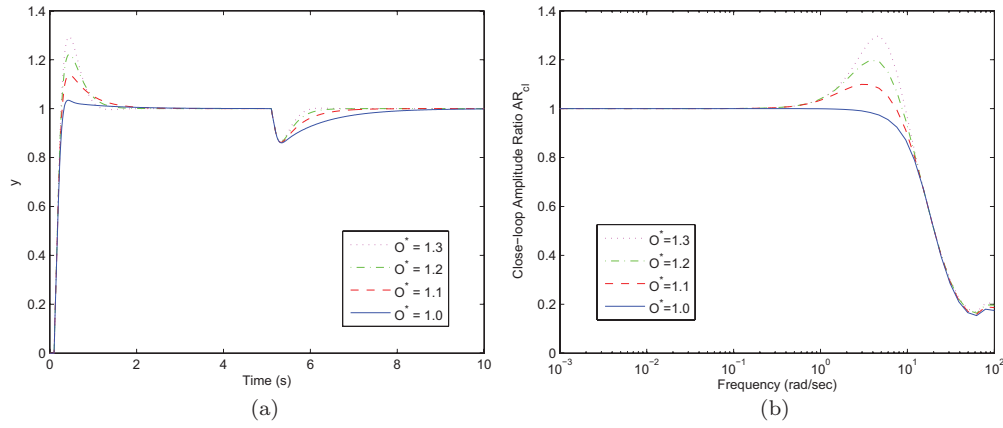 1.4
1.2
1
0.8
0.6
0.4
0.2
0
y
O* = 1.3
O* = 1.2
O* = 1.1
O* = 1.0
0 2 4 6 8 10
Time (s)
(a)
1.4
1.2
1
0.8
0.6
0.4
0.2
0
Close−loop Amplitude Ratio AR_cl
O*=1.3
O*=1.2
O*=1.1
O*=1.0
10^−3 10^−2 10^−1 10^0 10^1 10^2
Frequency (rad/sec)
(b)